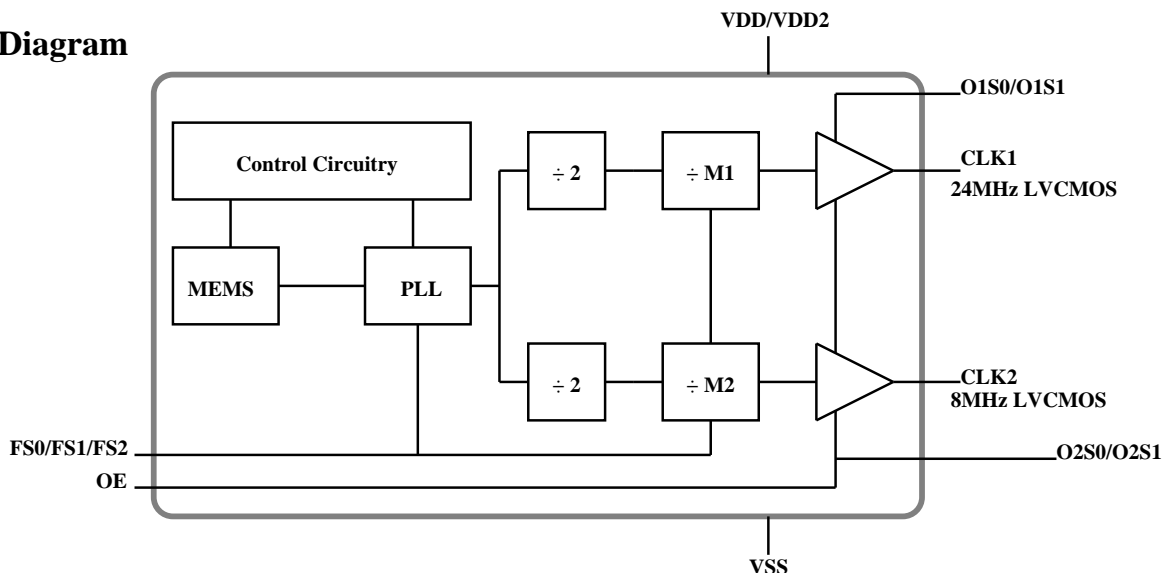 Diagram
VDD/VDD2
O1S0/O1S1
Control Circuitry
÷ 2
÷ M1
CLK1
24MHz LVCMOS
MEMS
PLL
÷ 2
÷ M2
CLK2
8MHz LVCMOS
FS0/FS1/FS2
O2S0/O2S1
OE
VSS